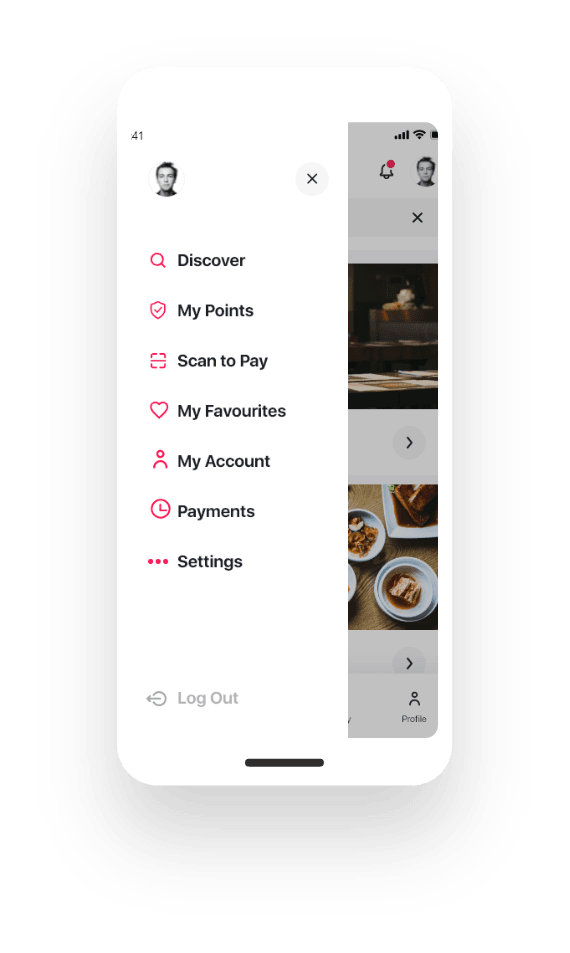 :41
Discover
My Points
Scan to Pay
My Favourites
My Account
Payments
Settings
Log Out
Profile